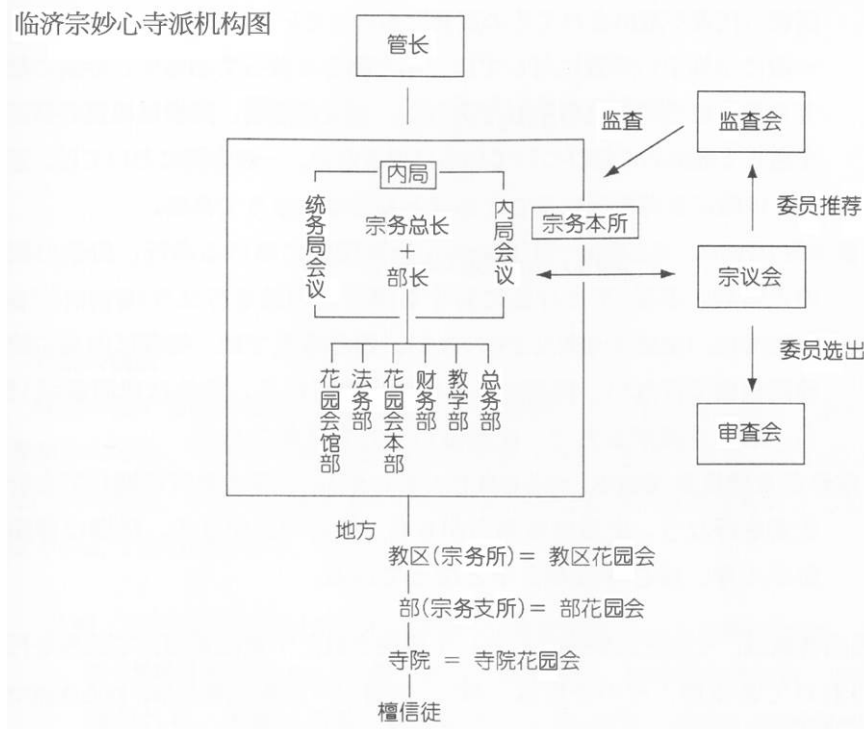 临济宗妙心寺派机构图
管长
监査
监査会
内局
委员推荐
统务局会议
宗务总长
+
部长
内局会议
宗务本所
宗议会
委员选出
花园会馆部
法务部
花园会本部
财务部
教学部
总务部
审査会
地方
教区(宗务所)= 教区花园会
部(宗务支所)= 部花园会
寺院 = 寺院花园会
檀信徒